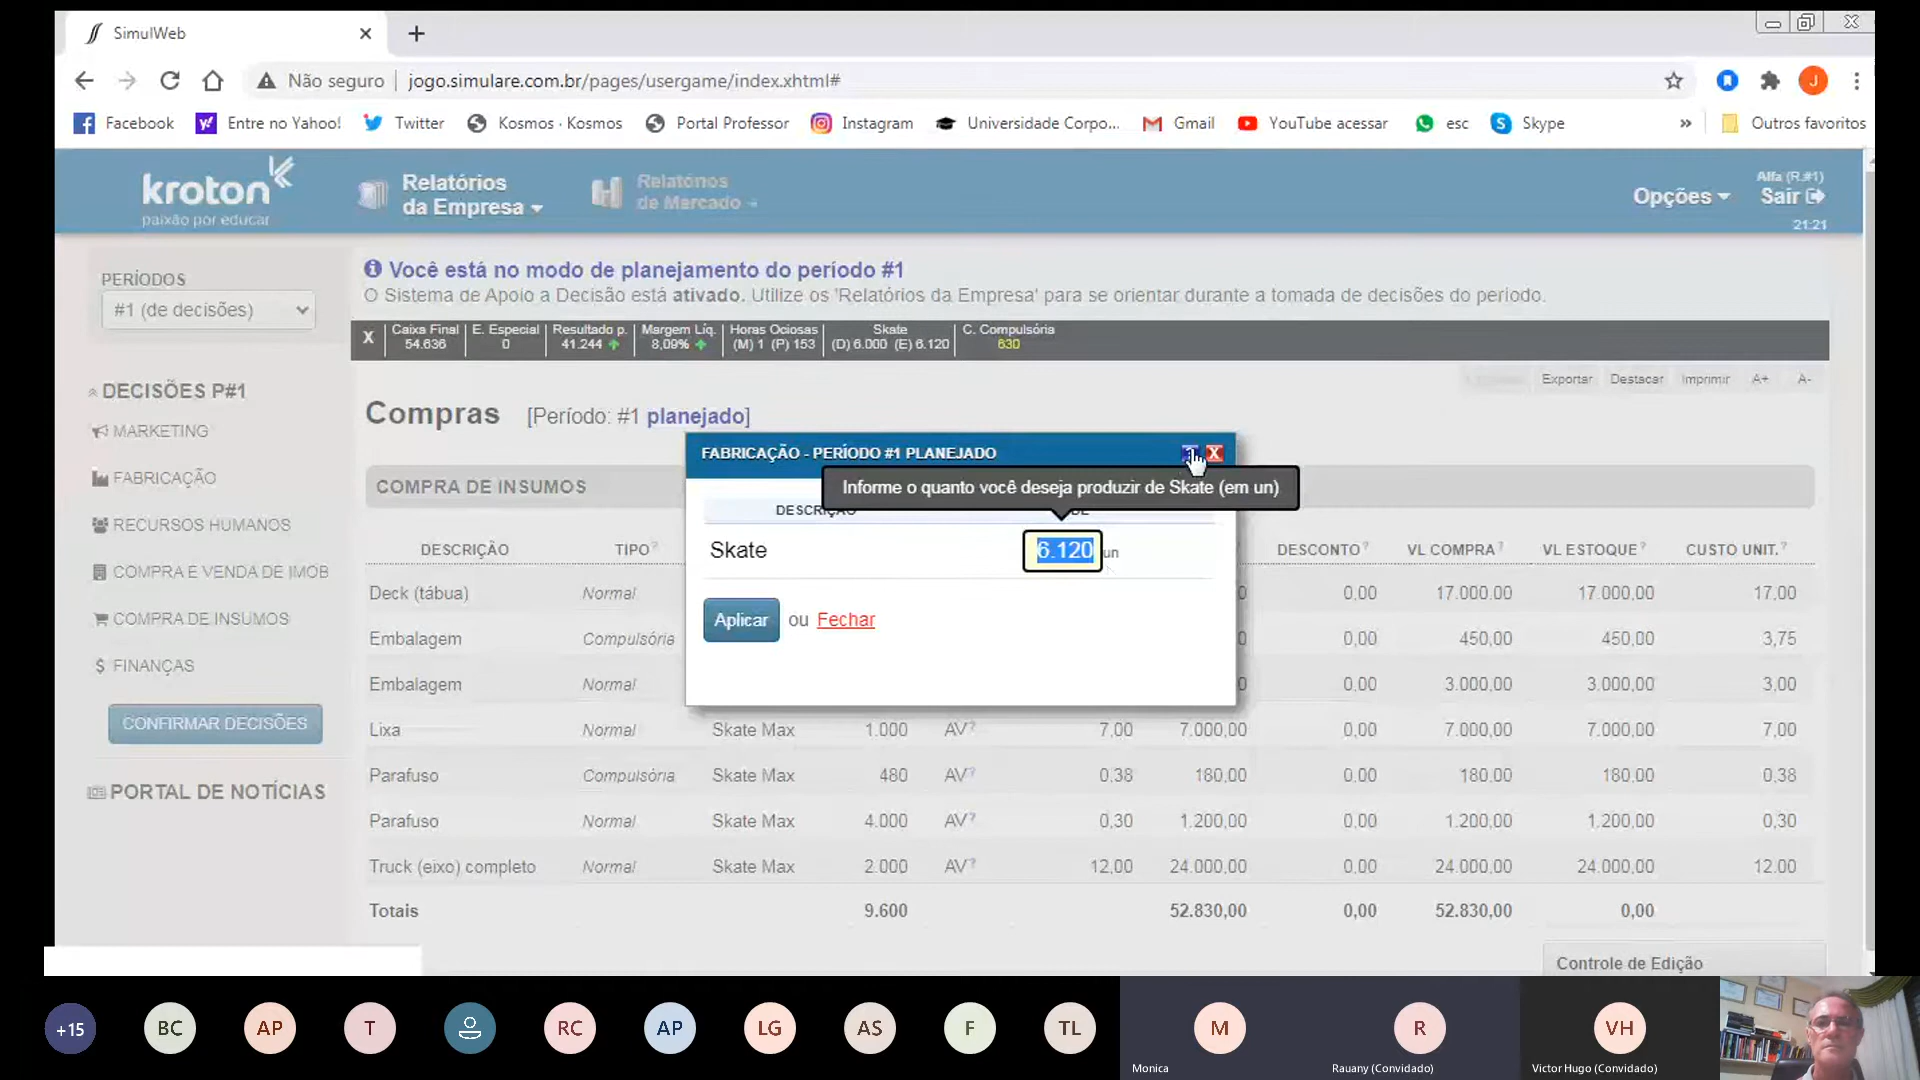 SimulWeb
Não seguro
jogo.simulare.com.br/pages/usergame/index.xhtml#
J
Facebook
Entre no Yahoo!
Twitter
Kosmos · Kosmos
Portal Professor
Instagram
Universidade Corpo...
Gmail
YouTube acessar
esc
Skype
»
Outros favoritos
kroton
paixão por educar
Relatórios
da Empresa
Relatórios
de Mercado
Opções
Alfa (R.#1)
Sair
21:21
PERÍODOS
#1 (de decisões)
Você está no modo de planejamento do período #1
O Sistema de Apoio a Decisão está ativado. Utilize os 'Relatórios da Empresa' para se orientar durante a tomada de decisões do período.
X
Caixa Final
54.636
E. Especial
0
Resultado p.
41.244
Margem Líq.
8,09%
Horas Ociosas
(M) 1 (P) 153
Skate
(D) 6.000 (E) 6.120
C. Compulsória
630
DECISÕES P#1
MARKETING
FABRICAÇÃO
RECURSOS HUMANOS
COMPRA E VENDA DE IMOB
COMPRA DE INSUMOS
$ FINANÇAS
CONFIRMAR DECISÕES
PORTAL DE NOTÍCIAS
Exportar Destacar Imprimir A+ A-
Compras [Período: #1 planejado]
COMPRA DE INSUMOS
FABRICAÇÃO - PERÍODO #1 PLANEJADO
X
Informe o quanto você deseja produzir de Skate (em un)
DESCRIÇÃO
DE
Skate 6.120 un
Aplicar ou Fechar
DESCRIÇÃO TIPO? ? DESCONTO? VL COMPRA? VL ESTOQUE? CUSTO UNIT.?
Deck (tábua) Normal 0 0,00 17.000,00 17.000,00 17,00
Embalagem Compulsória 0,00 450,00 450,00 3,75
Embalagem Normal 0 0,00 3.000,00 3.000,00 3,00
Lixa Normal Skate Max 1.000 AV? 7,00 7.000,00 0,00 7.000,00 7.000,00 7,00
Parafuso Compulsória Skate Max 480 AV? 0,38 180,00 0,00 180,00 180,00 0,38
Parafuso Normal Skate Max 4.000 AV? 0,30 1.200,00 0,00 1.200,00 1.200,00 0,30
Truck (eixo) completo Normal Skate Max 2.000 AV? 12,00 24.000,00 0,00 24.000,00 24.000,00 12,00
Totais 9.600 52.830,00 0,00 52.830,00 0,00
Controle de Edição
+15
BC
AP
T
RC
AP
LG
AS
F
TL
M
Monica
R
Rauany (Convidado)
VH
Victor Hugo (Convidado)